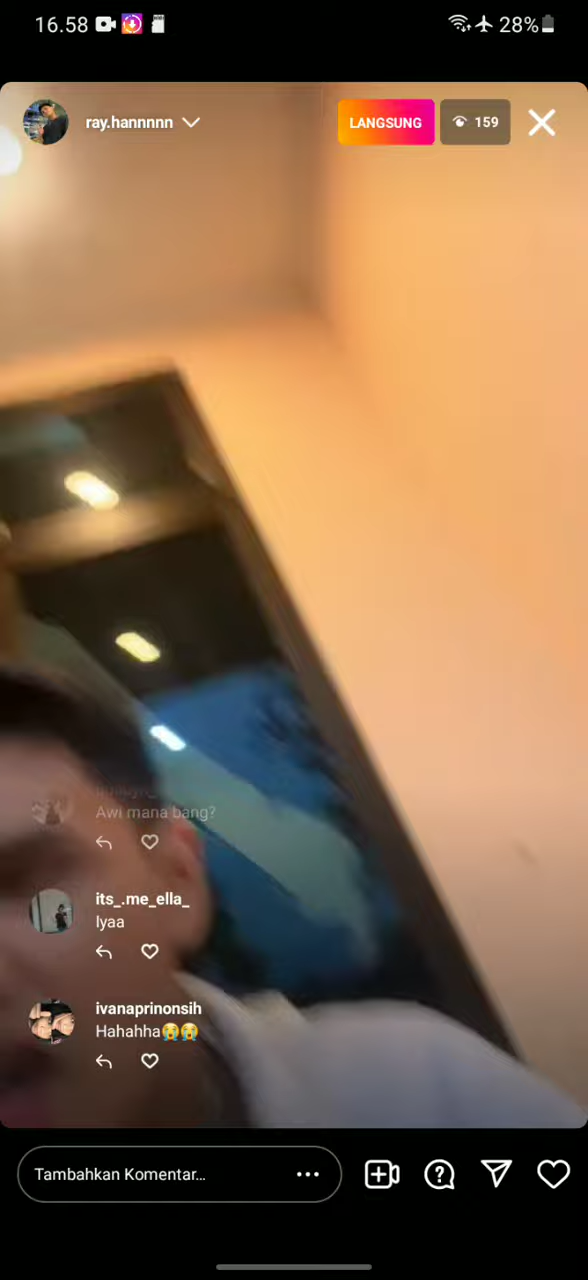 16.58
28%
ray.hannnnn
LANGSUNG
159
Awi mana bang?
its_.me_ella_
Iyaa
ivanaprinonsih
Hahahha😭😭
Tambahkan Komentar...